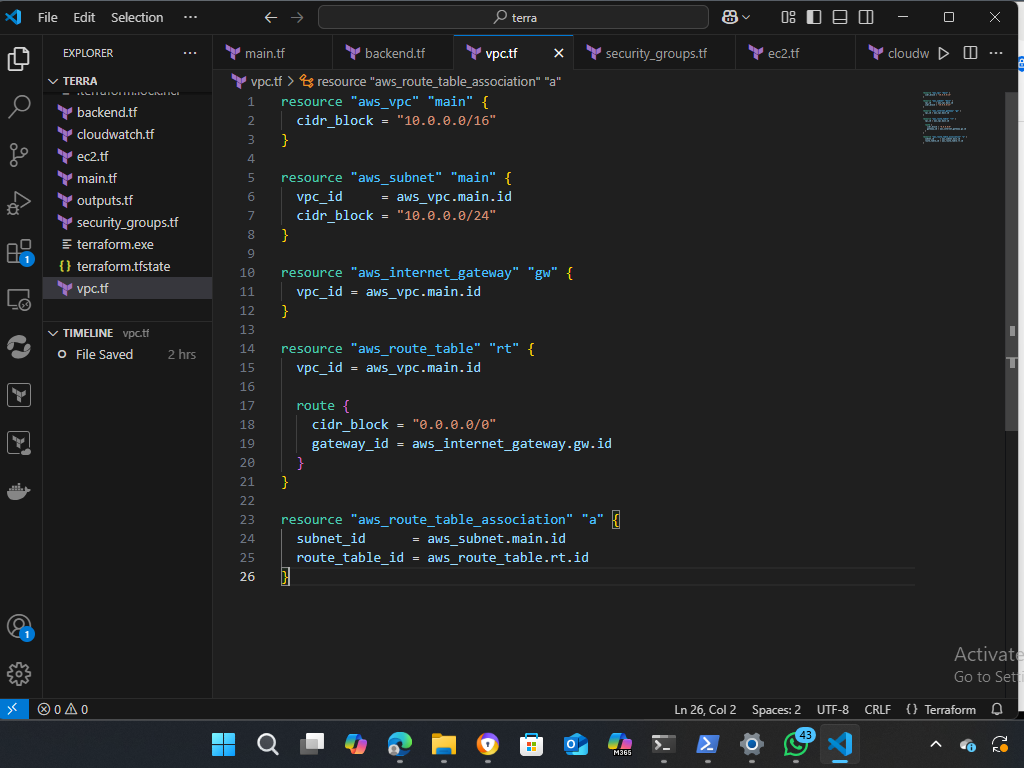 File Edit Selection ··· terra
EXPLORER ···
TERRA
backend.tf
cloudwatch.tf
ec2.tf
main.tf
outputs.tf
security_groups.tf
terraform.exe
terraform.tfstate
vpc.tf
TIMELINE vpc.tf
File Saved 2 hrs
1
1
main.tf backend.tf vpc.tf security_groups.tf ec2.tf cloudw ···
vpc.tf > resource "aws_route_table_association" "a"
1 resource "aws_vpc" "main" {
2 cidr_block = "10.0.0.0/16"
3 }
4
5 resource "aws_subnet" "main" {
6 vpc_id     = aws_vpc.main.id
7 cidr_block = "10.0.0.0/24"
8 }
9
10 resource "aws_internet_gateway" "gw" {
11 vpc_id = aws_vpc.main.id
12 }
13
14 resource "aws_route_table" "rt" {
15 vpc_id = aws_vpc.main.id
16
17 route {
18 cidr_block = "0.0.0.0/0"
19 gateway_id = aws_internet_gateway.gw.id
20 }
21 }
22
23 resource "aws_route_table_association" "a" {
24 subnet_id      = aws_subnet.main.id
25 route_table_id = aws_route_table.rt.id
26 }
Activate
Go to Setti
0 0 Ln 26, Col 2 Spaces: 2 UTF-8 CRLF {} Terraform
M365 43